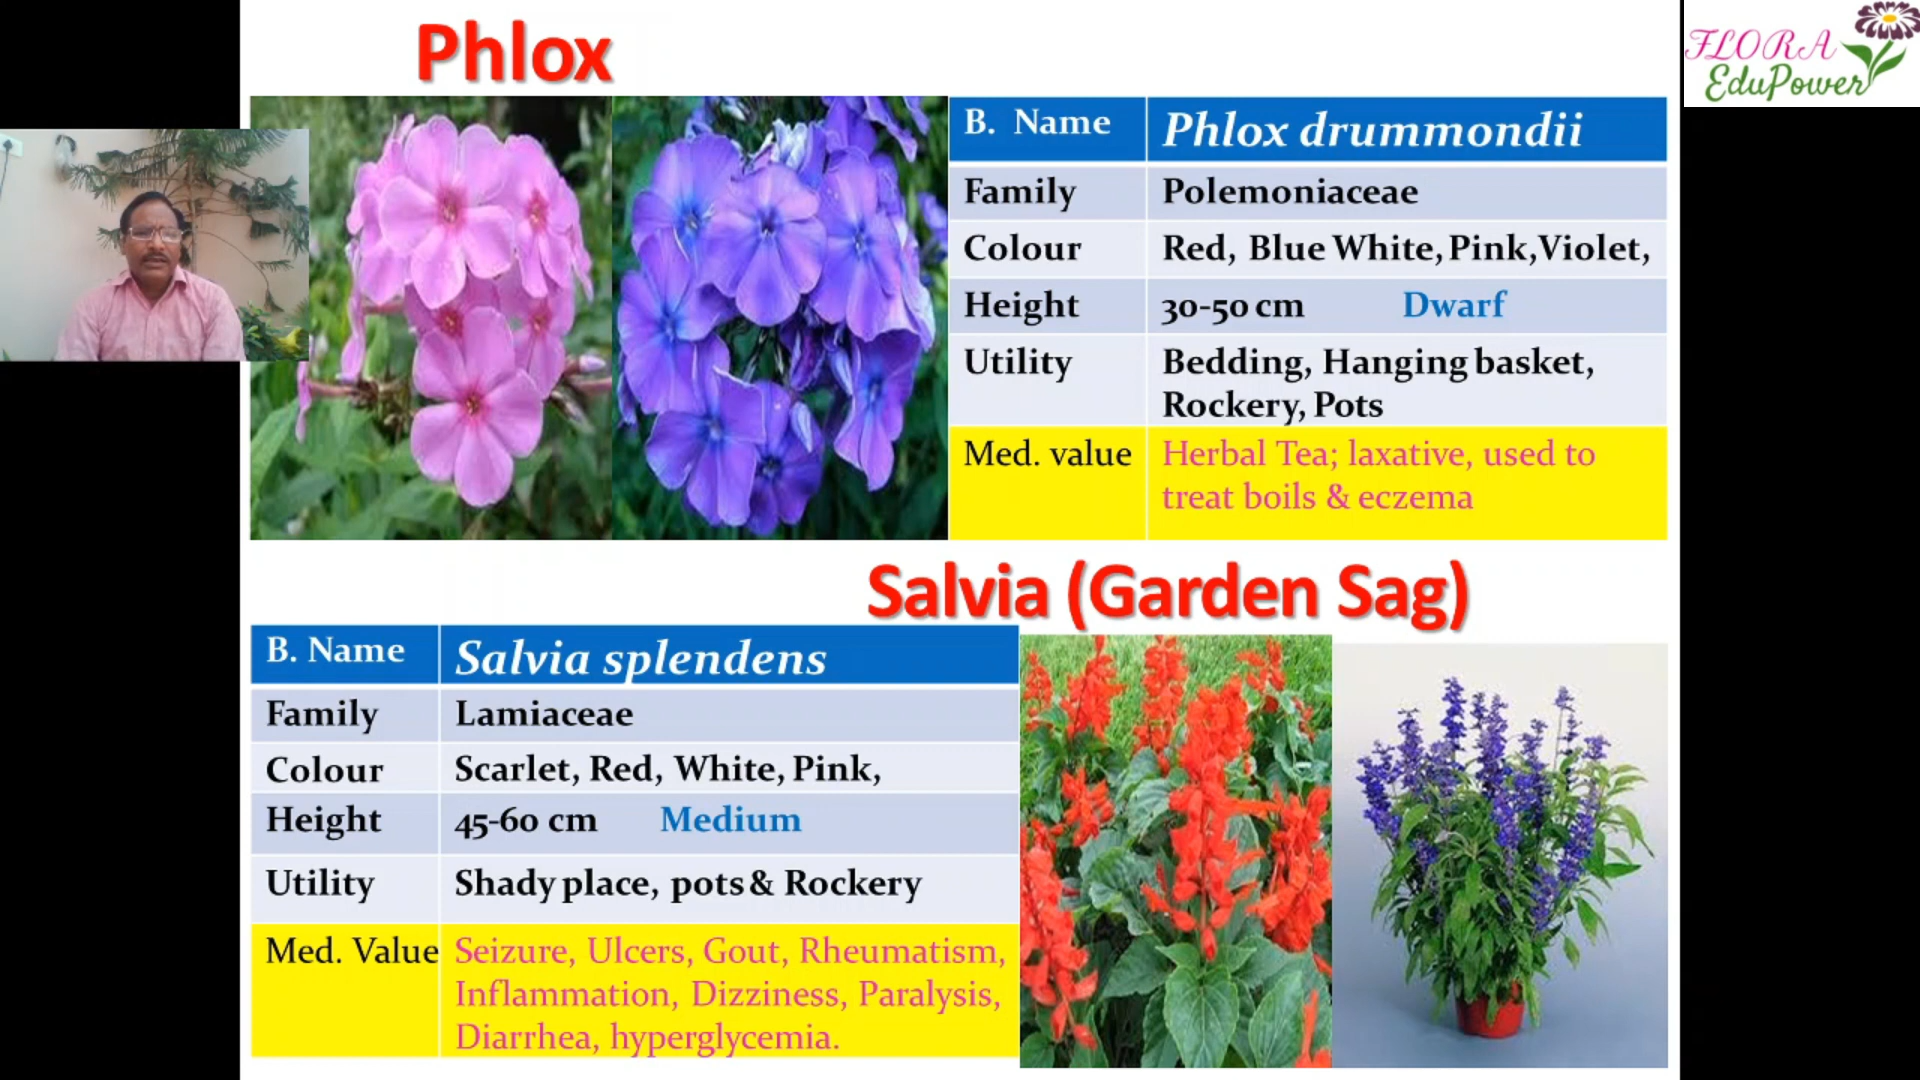 Phlox
FLORA
EduPower
B. Name Phlox drummondii
Family Polemoniaceae
Colour Red, Blue White, Pink, Violet,
Height 30-50 cm Dwarf
Utility Bedding, Hanging basket,
Rockery, Pots
Med. value Herbal Tea; laxative, used to
treat boils & eczema
Salvia (Garden Sag)
B. Name Salvia splendens
Family Lamiaceae
Colour Scarlet, Red, White, Pink,
Height 45-60 cm Medium
Utility Shady place, pots & Rockery
Med. Value Seizure, Ulcers, Gout, Rheumatism,
Inflammation, Dizziness, Paralysis,
Diarrhea, hyperglycemia.